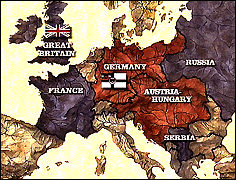 GREAT
BRITAIN
GERMANY
RUSSIA
FRANCE
AUSTRIA-
HUNGARY
SERBIA